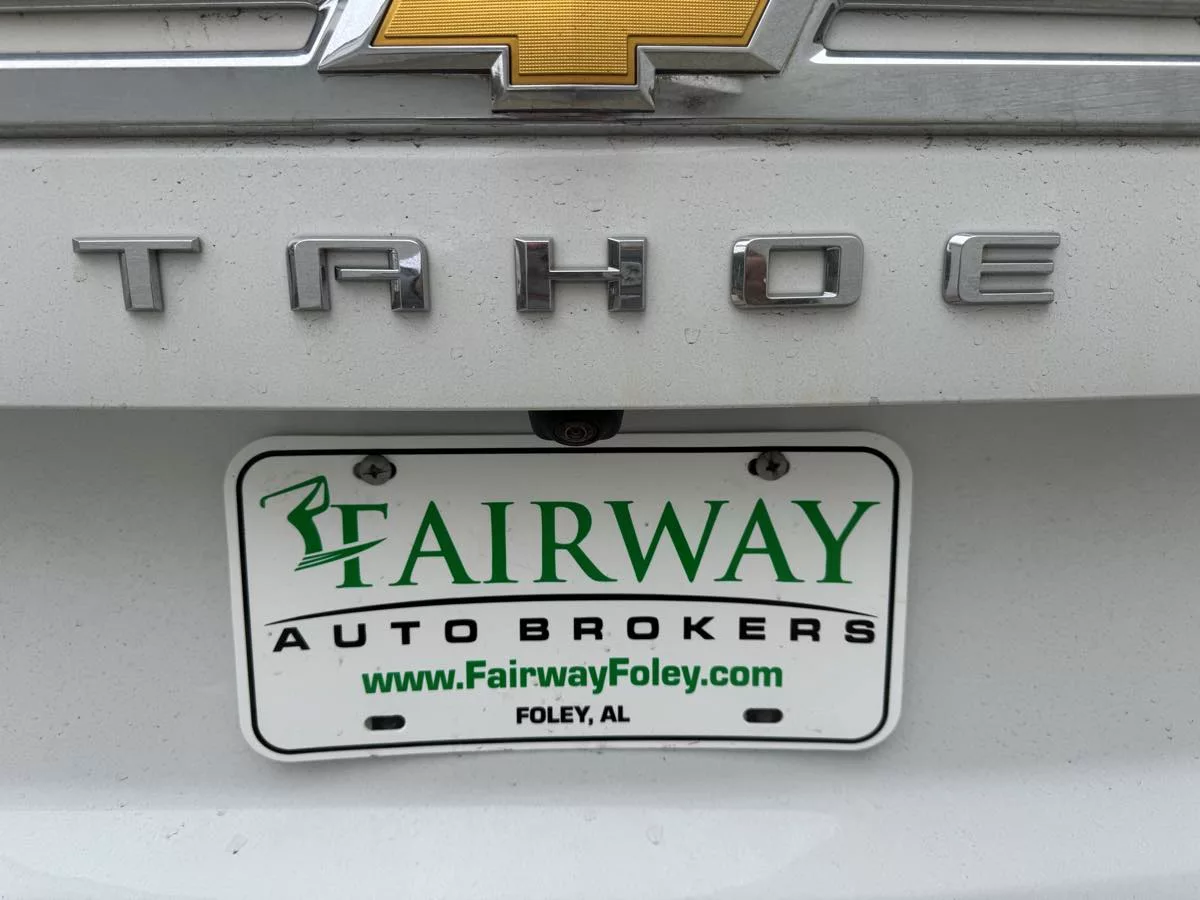 TAHOE
FAIRWAY
AUTO BROKERS
www.FairwayFoley.com
FOLEY, AL